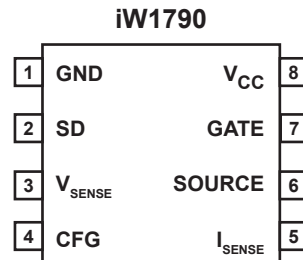 iW1790
1 GND V_CC 8
2 SD GATE 7
3 V_SENSE SOURCE 6
4 CFG I_SENSE 5